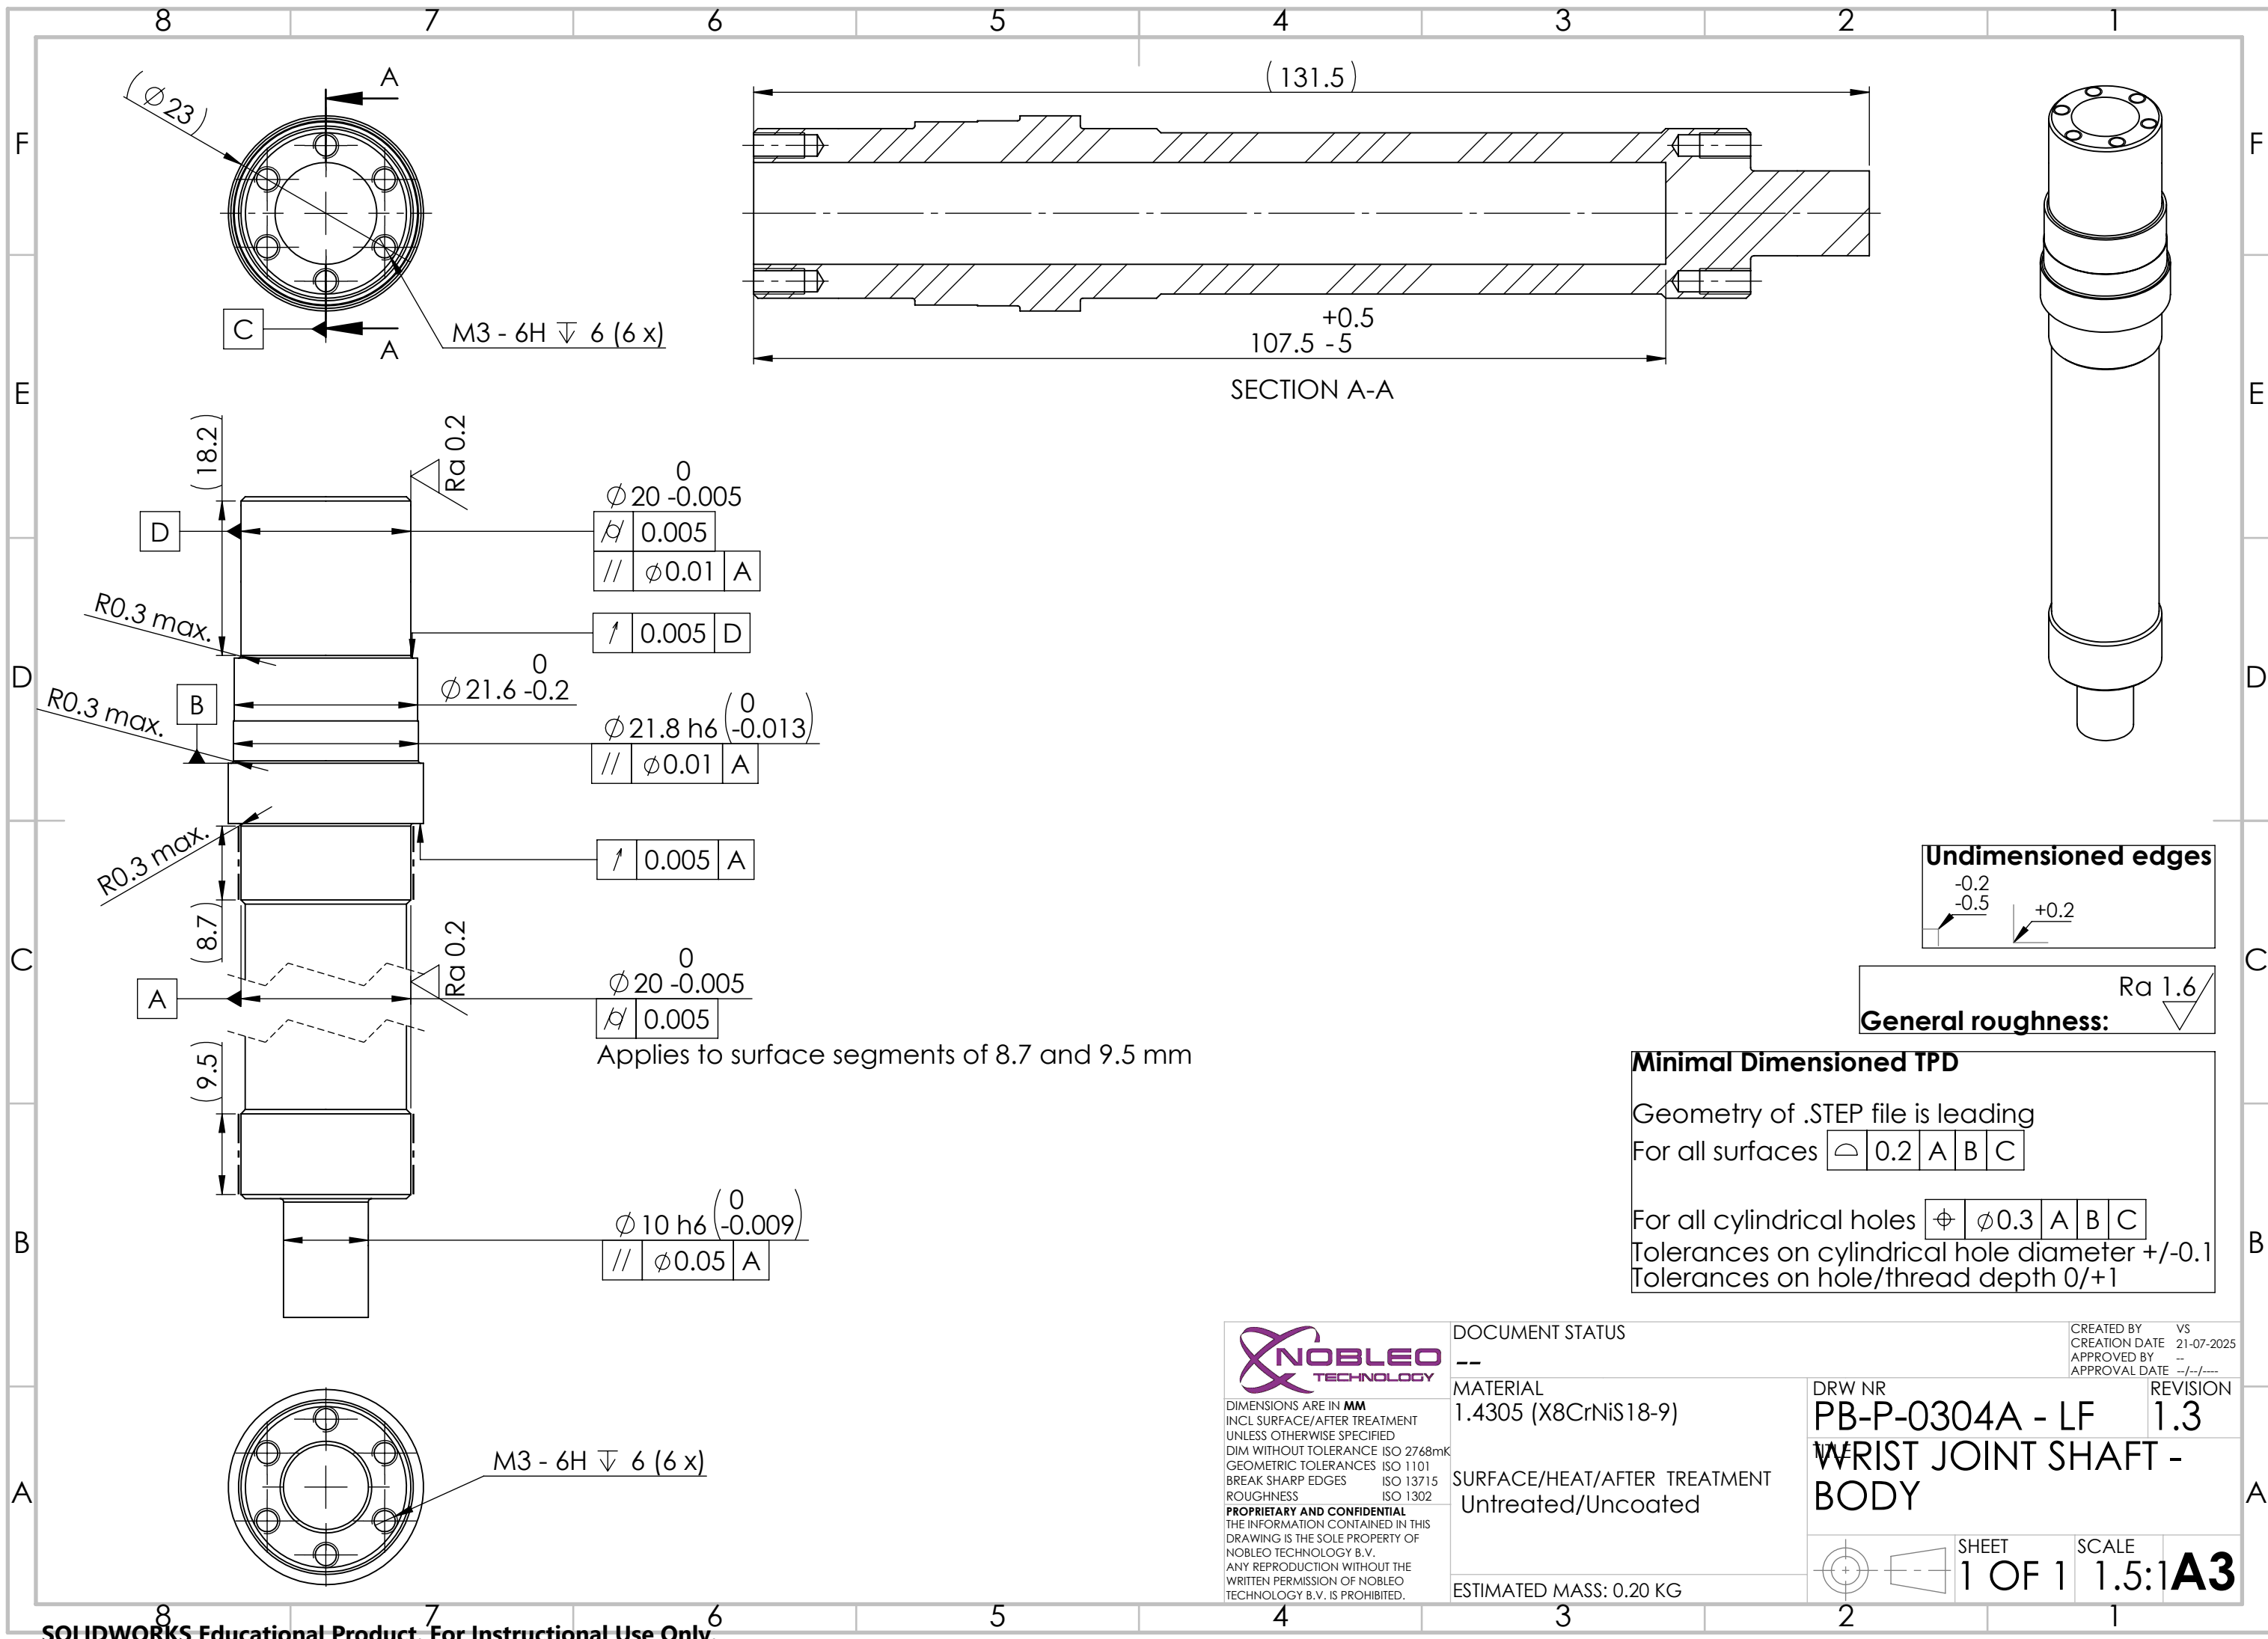 8 7 6 5 4 3 2 1
F F
E E
D D
C C
B B
A A
(⌀23)
A
A
C
M3 - 6H ↧ 6 (6 x)
(131.5)
+0.5
107.5 -5
SECTION A-A
(18.2)
Ra 0.2
D
0
⌀20 -0.005
⌭ 0.005
// ⌀0.01 A
R0.3 max.
↗ 0.005 D
0
⌀21.6 -0.2
R0.3 max.
B
⌀21.8 h6 (0 -0.013)
// ⌀0.01 A
R0.3 max.
↗ 0.005 A
(8.7)
Ra 0.2
A
0
⌀20 -0.005
⌭ 0.005
Applies to surface segments of 8.7 and 9.5 mm
(9.5)
⌀10 h6 (0 -0.009)
// ⌀0.05 A
M3 - 6H ↧ 6 (6 x)
Undimensioned edges
-0.2
-0.5
+0.2
Ra 1.6
General roughness:
Minimal Dimensioned TPD
Geometry of .STEP file is leading
For all surfaces ⌓ 0.2 A B C
For all cylindrical holes ⌖ ⌀0.3 A B C
Tolerances on cylindrical hole diameter +/-0.1
Tolerances on hole/thread depth 0/+1
NOBLEO
TECHNOLOGY
DIMENSIONS ARE IN MM
INCL SURFACE/AFTER TREATMENT
UNLESS OTHERWISE SPECIFIED
DIM WITHOUT TOLERANCE ISO 2768mK
GEOMETRIC TOLERANCES ISO 1101
BREAK SHARP EDGES ISO 13715
ROUGHNESS ISO 1302
PROPRIETARY AND CONFIDENTIAL
THE INFORMATION CONTAINED IN THIS
DRAWING IS THE SOLE PROPERTY OF
NOBLEO TECHNOLOGY B.V.
ANY REPRODUCTION WITHOUT THE
WRITTEN PERMISSION OF NOBLEO
TECHNOLOGY B.V. IS PROHIBITED.
DOCUMENT STATUS
--
MATERIAL
1.4305 (X8CrNiS18-9)
SURFACE/HEAT/AFTER TREATMENT
Untreated/Uncoated
ESTIMATED MASS: 0.20 KG
CREATED BY VS
CREATION DATE 21-07-2025
APPROVED BY --
APPROVAL DATE --/--/----
DRW NR
PB-P-0304A - LF
REVISION
1.3
TITLE
WRIST JOINT SHAFT -
BODY
SHEET
1 OF 1
SCALE
1.5:1
A3
8 7 6 5 4 3 2 1
SOLIDWORKS Educational Product. For Instructional Use Only.